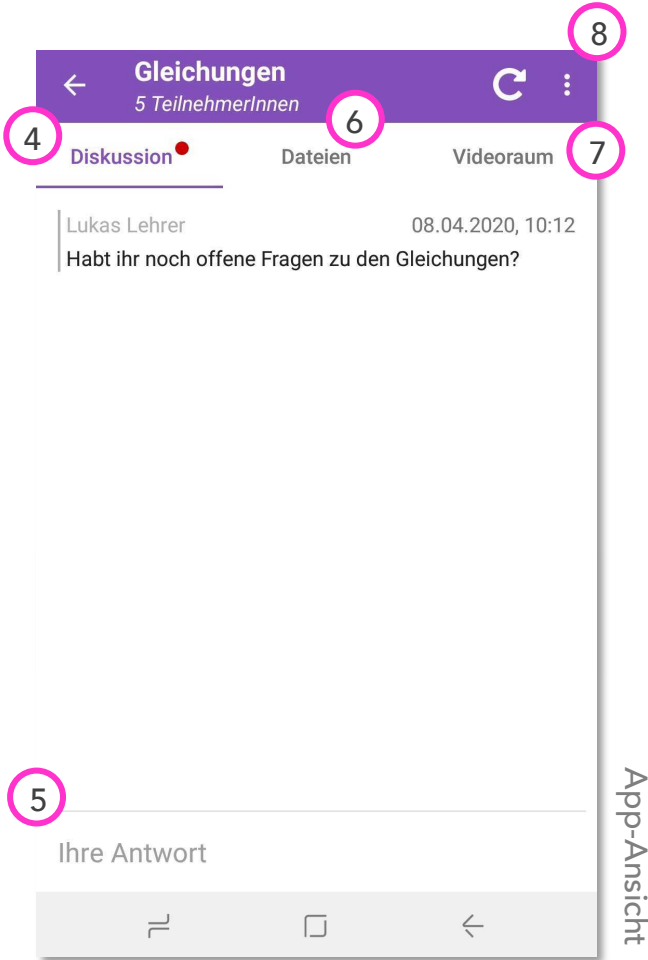 8
Gleichungen
5 TeilnehmerInnen
6
4
7
Diskussion Dateien Videoraum
Lukas Lehrer 08.04.2020, 10:12
Habt ihr noch offene Fragen zu den Gleichungen?
5
Ihre Antwort
App-Ansicht